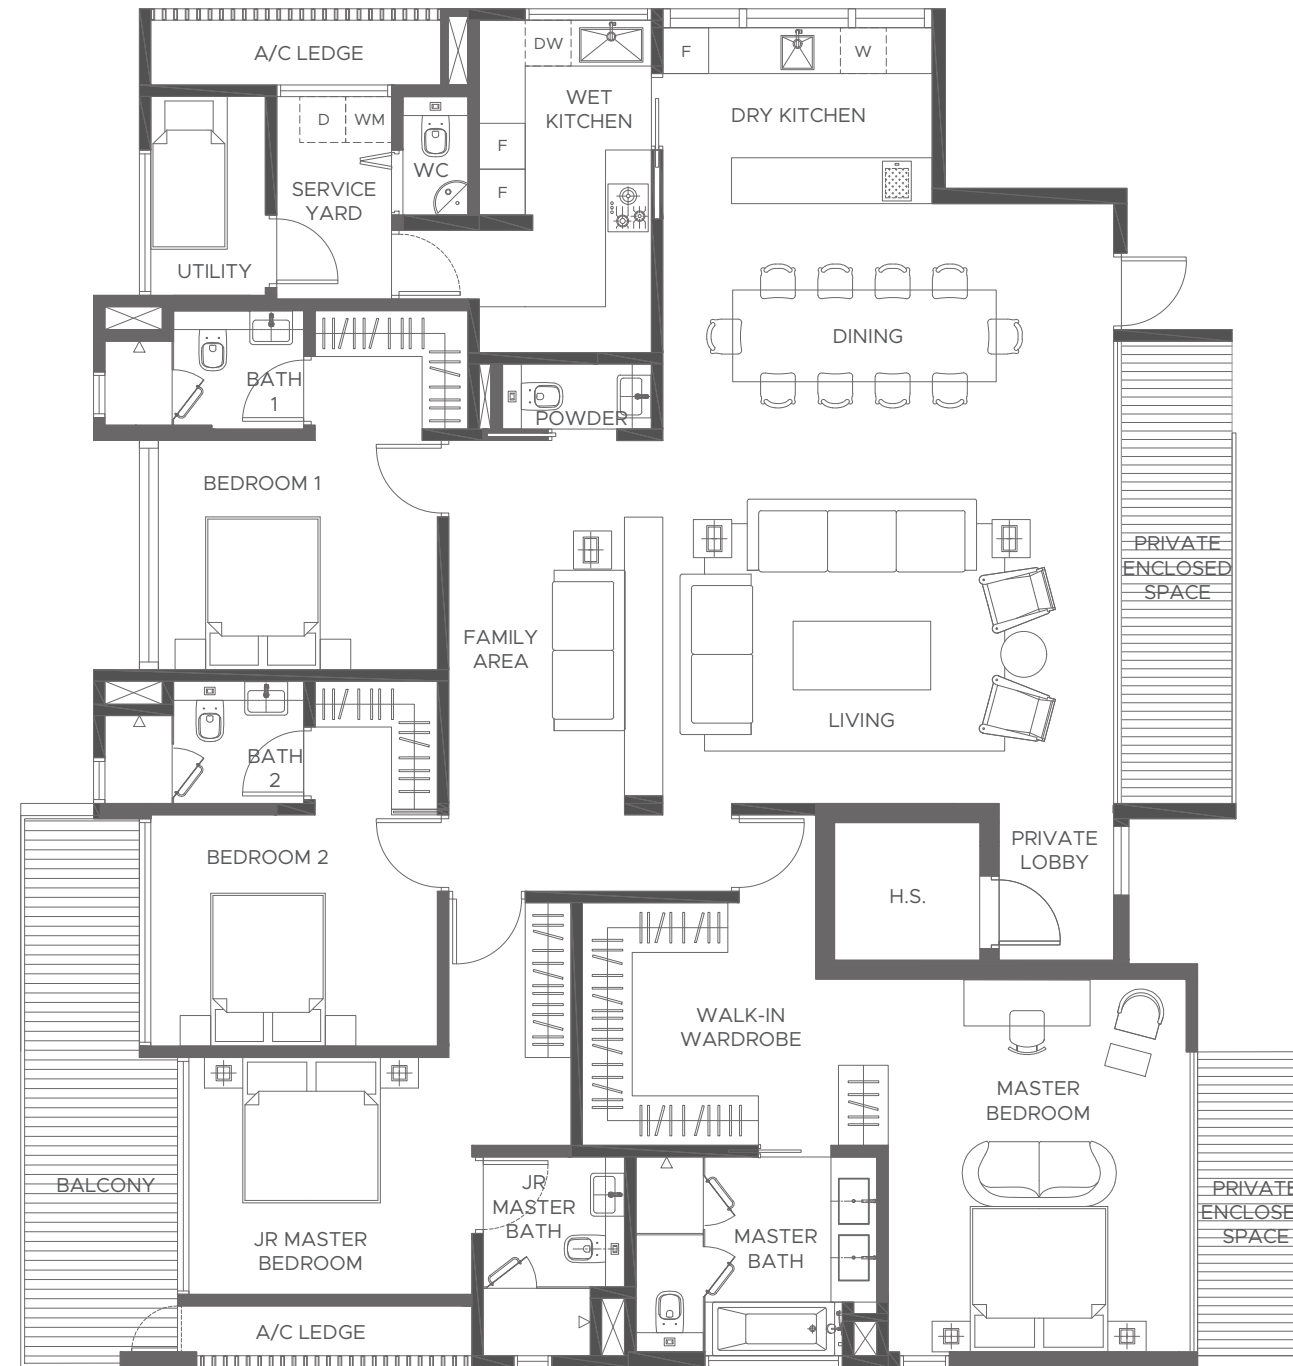 A/C LEDGE
DW
F
W
WET
KITCHEN
DRY KITCHEN
D
WM
F
WC
F
SERVICE
YARD
UTILITY
DINING
BATH
1
POWDER
BEDROOM 1
PRIVATE
ENCLOSED
SPACE
FAMILY
AREA
LIVING
BATH
2
BEDROOM 2
PRIVATE
LOBBY
H.S.
WALK-IN
WARDROBE
MASTER
BEDROOM
BALCONY
JR
MASTER
BATH
PRIVATE
ENCLOSE
SPACE
JR MASTER
BEDROOM
MASTER
BATH
A/C LEDGE